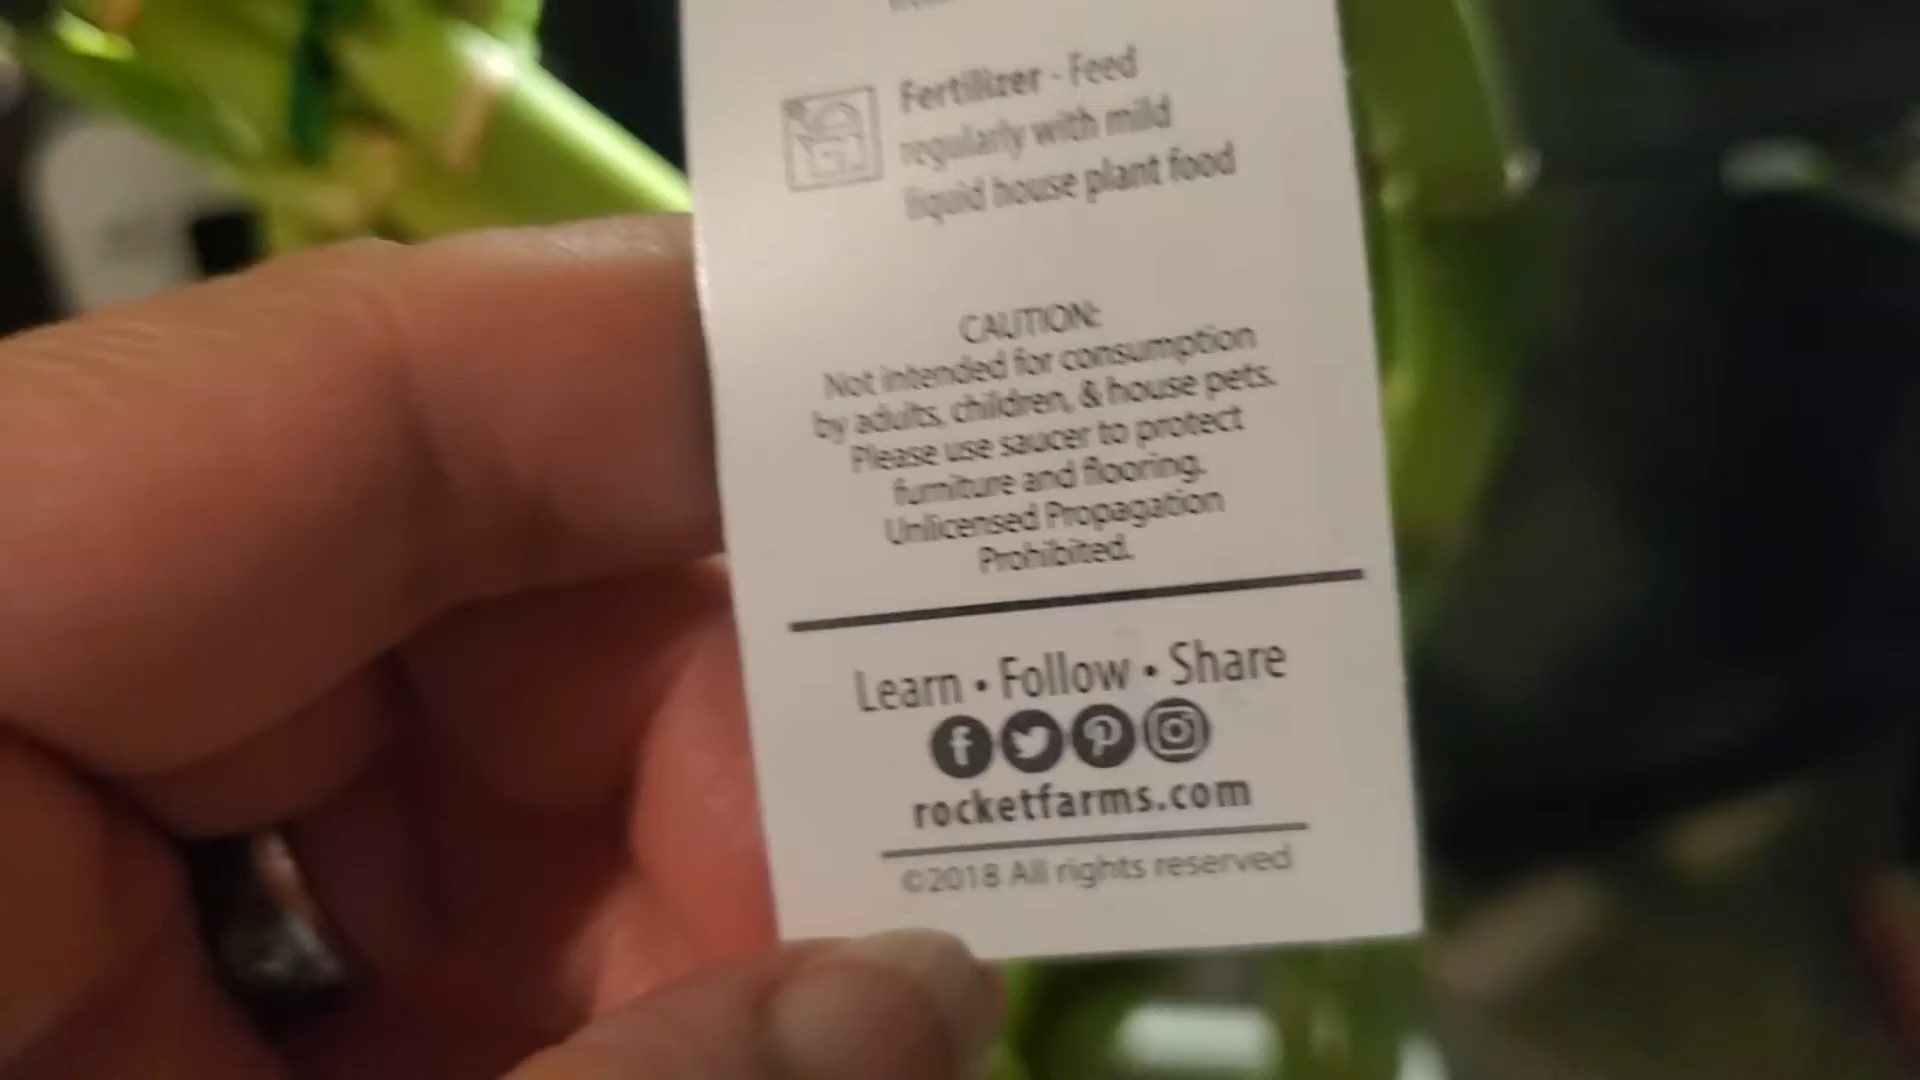 Fertilizer - Feed
regularly with mild
liquid house plant food
CAUTION:
Not intended for consumption
by adults, children, & house pets.
Please use saucer to protect
furniture and flooring.
Unlicensed Propagation
Prohibited.
Learn • Follow • Share
rocketfarms.com
©2018 All rights reserved